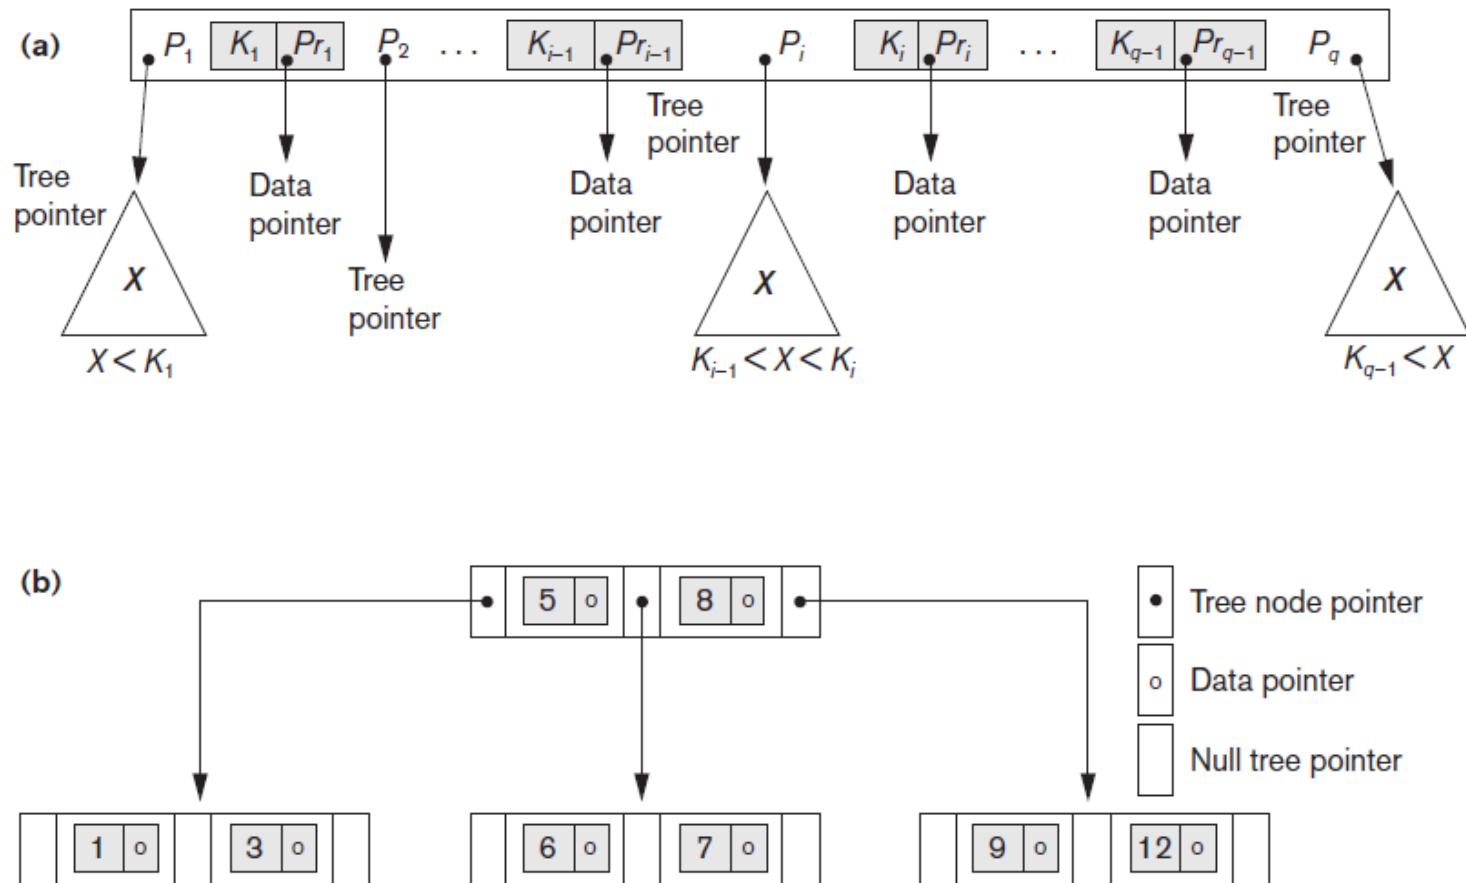 (a) P1 K1 Pr1 P2 . . . Ki–1 Pri–1 Pi Ki Pri . . . Kq–1 Prq–1 Pq
Tree
pointer
Data
pointer
Tree
pointer
Data
pointer
Tree
pointer
Data
pointer
Data
pointer
Tree
pointer
X X X
X < K1 Ki–1 < X < Ki Kq–1 < X
(b) 5 o 8 o
Tree node pointer
o Data pointer
Null tree pointer
1 o 3 o 6 o 7 o 9 o 12 o